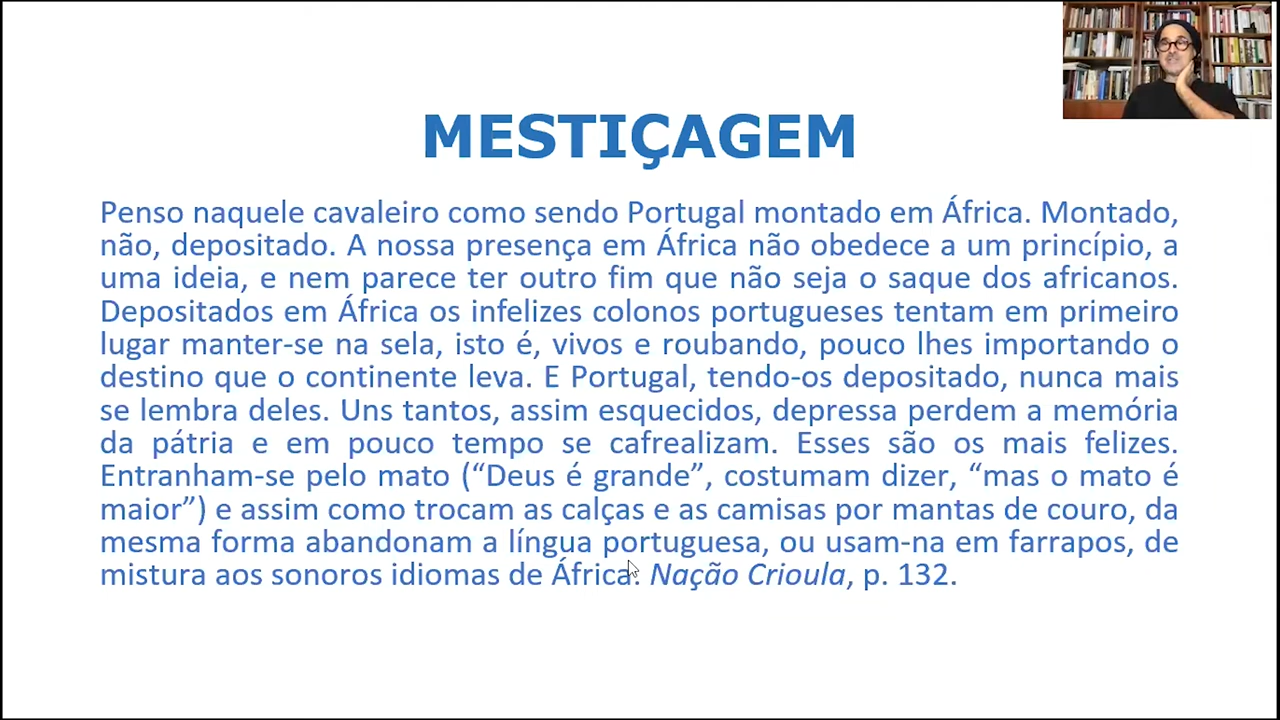 MESTIÇAGEM
Penso naquele cavaleiro como sendo Portugal montado em África. Montado,
não, depositado. A nossa presença em África não obedece a um princípio, a
uma ideia, e nem parece ter outro fim que não seja o saque dos africanos.
Depositados em África os infelizes colonos portugueses tentam em primeiro
lugar manter-se na sela, isto é, vivos e roubando, pouco lhes importando o
destino que o continente leva. E Portugal, tendo-os depositado, nunca mais
se lembra deles. Uns tantos, assim esquecidos, depressa perdem a memória
da pátria e em pouco tempo se cafrealizam. Esses são os mais felizes.
Entranham-se pelo mato (“Deus é grande”, costumam dizer, “mas o mato é
maior”) e assim como trocam as calças e as camisas por mantas de couro, da
mesma forma abandonam a língua portuguesa, ou usam-na em farrapos, de
mistura aos sonoros idiomas de África. Nação Crioula, p. 132.